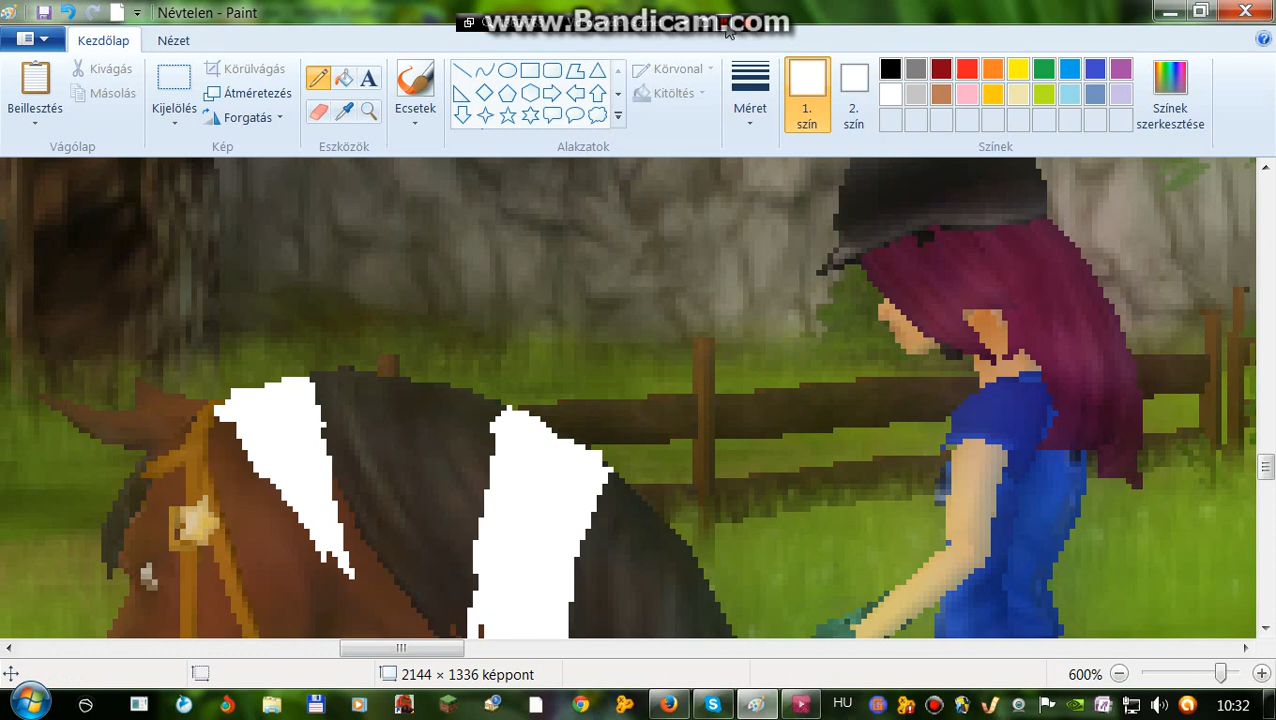 Névtelen - Paint
www.Bandicam.com
Kezdőlap
Nézet
Beillesztés
Kivágás
Másolás
Vágólap
Kijelölés
Körülvágás
Átméretezés
Forgatás
Kép
A
Eszközök
Ecsetek
Alakzatok
Körvonal
Kitöltés
Méret
1. szín
2. szín
Színek szerkesztése
Színek
2144 × 1336 képpont
600%
HU
10:32